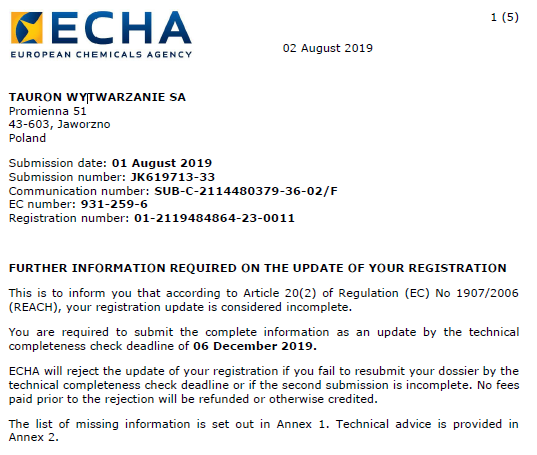 ECHA
EUROPEAN CHEMICALS AGENCY
1 (5)
02 August 2019
TAURON WYTWARZANIE SA
Promienna 51
43-603, Jaworzno
Poland
Submission date: 01 August 2019
Submission number: JK619713-33
Communication number: SUB-C-2114480379-36-02/F
EC number: 931-259-6
Registration number: 01-2119484864-23-0011
FURTHER INFORMATION REQUIRED ON THE UPDATE OF YOUR REGISTRATION
This is to inform you that according to Article 20(2) of Regulation (EC) No 1907/2006
(REACH), your registration update is considered incomplete.
You are required to submit the complete information as an update by the technical
completeness check deadline of 06 December 2019.
ECHA will reject the update of your registration if you fail to resubmit your dossier by the
technical completeness check deadline or if the second submission is incomplete. No fees
paid prior to the rejection will be refunded or otherwise credited.
The list of missing information is set out in Annex 1. Technical advice is provided in
Annex 2.